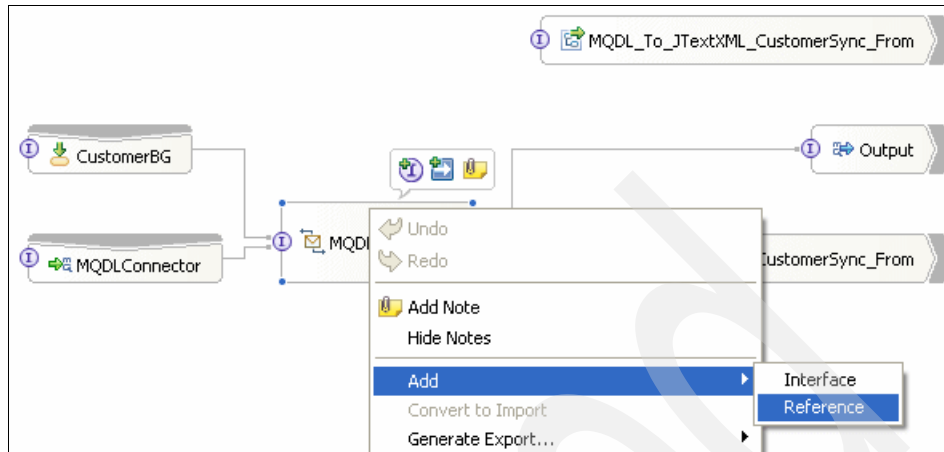 MQDL_To_JTextXML_CustomerSync_From
CustomerBG
Output
MQDL
Undo
MQDLConnector
Redo
CustomerSync_From
Add Note
Hide Notes
Add
Interface
Convert to Import
Reference
Generate Export...